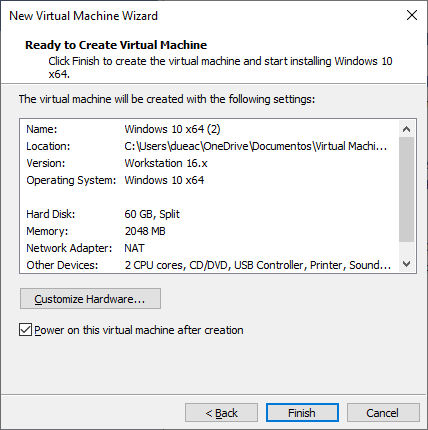 New Virtual Machine Wizard
Ready to Create Virtual Machine
Click Finish to create the virtual machine and start installing Windows 10
x64.
The virtual machine will be created with the following settings:
Name: Windows 10 x64 (2)
Location: C:\Users\dueac\OneDrive\Documentos\Virtual Machi...
Version: Workstation 16.x
Operating System: Windows 10 x64
Hard Disk: 60 GB, Split
Memory: 2048 MB
Network Adapter: NAT
Other Devices: 2 CPU cores, CD/DVD, USB Controller, Printer, Sound...
Customize Hardware...
Power on this virtual machine after creation
< Back Finish Cancel